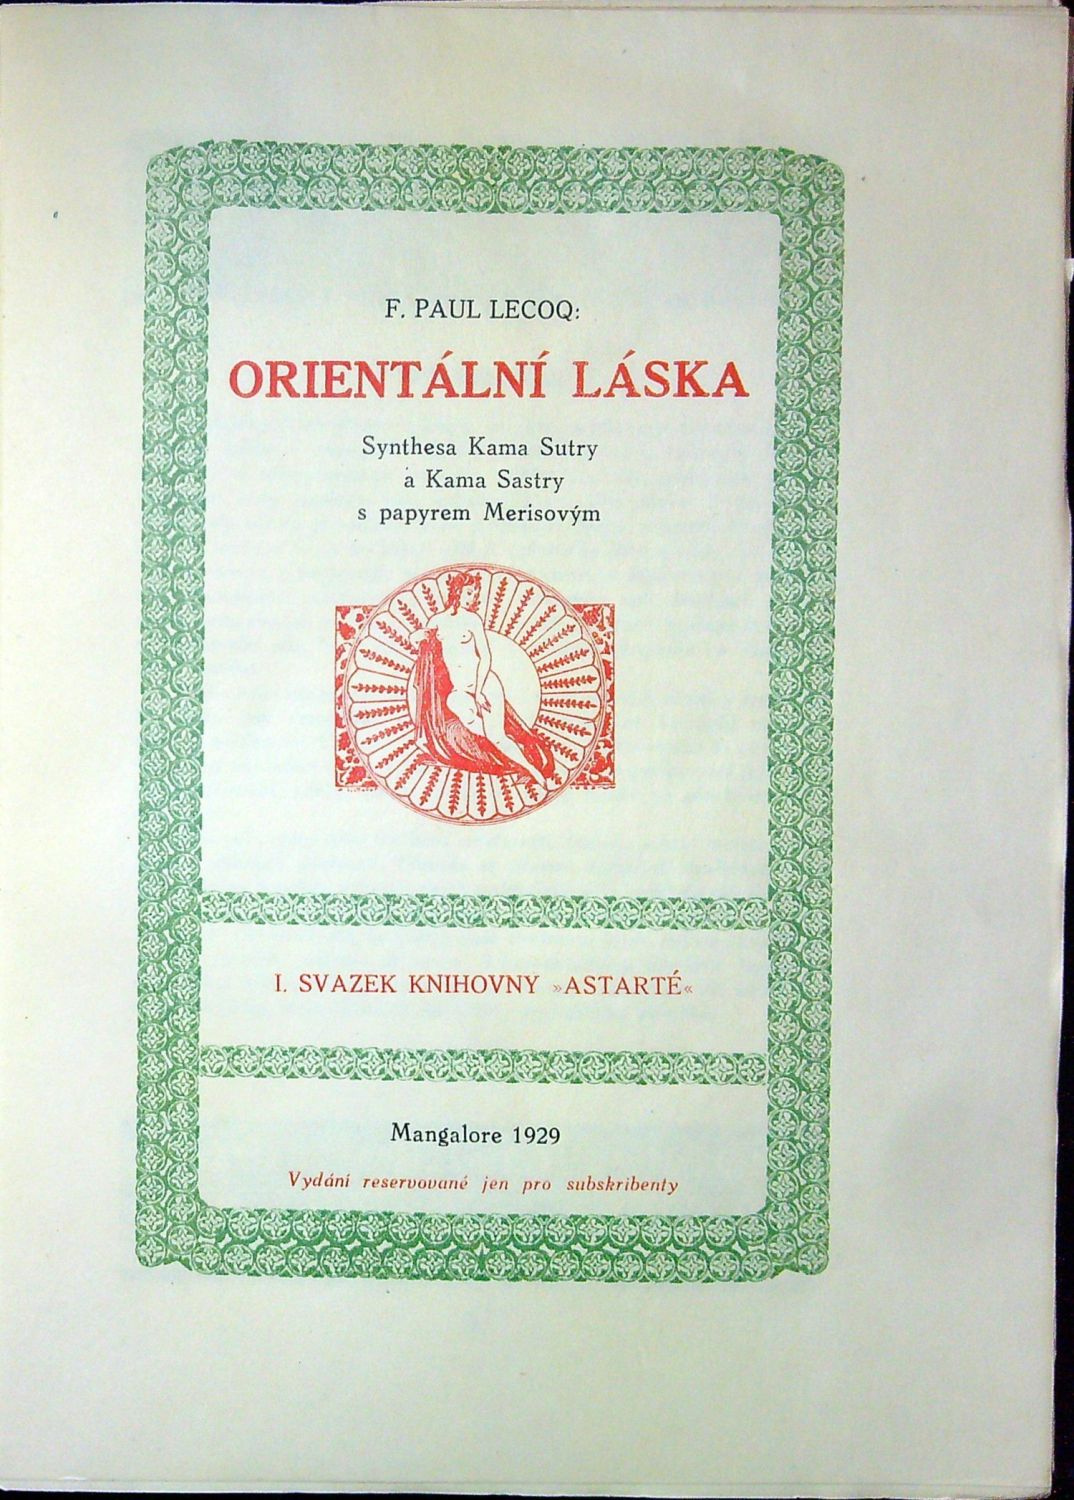 F. PAUL LECOQ:
ORIENTÁLNÍ LÁSKA
Synthesa Kama Sutry
a Kama Sastry
s papyrem Merisovým
I. SVAZEK KNIHOVNY »ASTARTÉ«
Mangalore 1929
Vydání reservované jen pro subskribenty